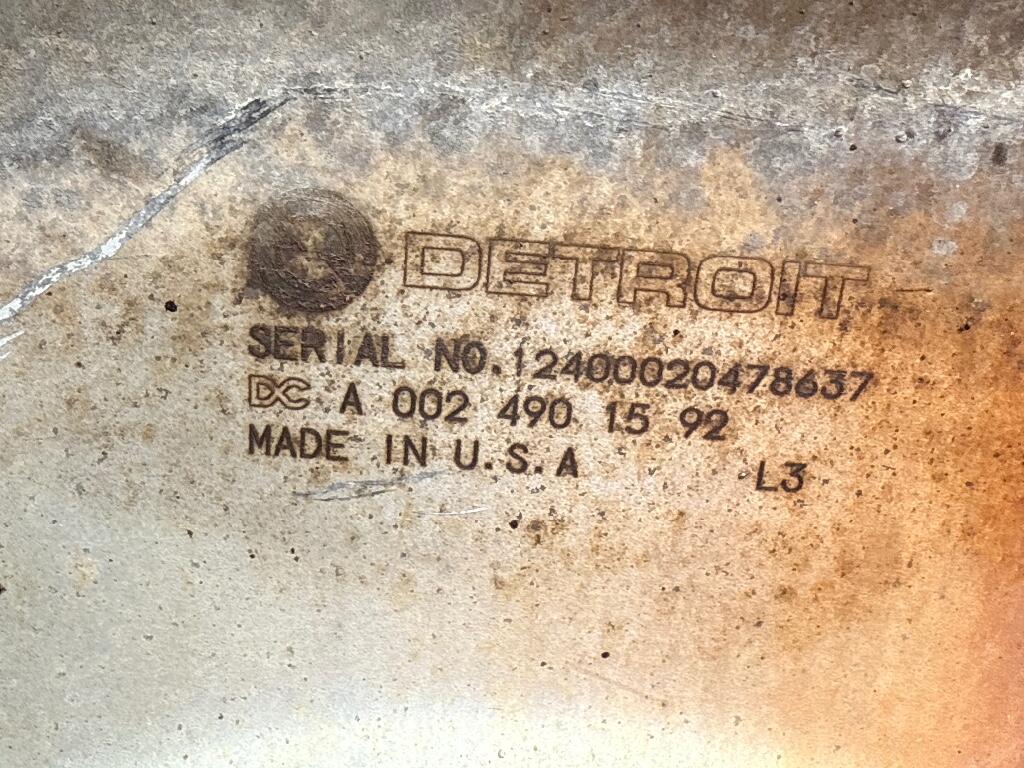 DETROIT
SERIAL NO.12400020478637
DC A 002 490 15 92
MADE IN U.S.A L3